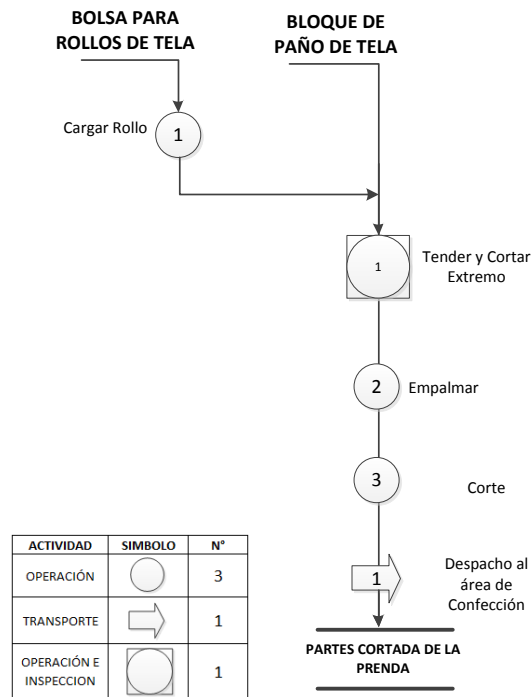 BOLSA PARA
ROLLOS DE TELA
BLOQUE DE
PAÑO DE TELA
Cargar Rollo
1
1
Tender y Cortar
Extremo
2
Empalmar
3
Corte
1
Despacho al
área de
Confección
PARTES CORTADA DE LA
PRENDA
ACTIVIDAD SIMBOLO N°
OPERACIÓN 3
TRANSPORTE 1
OPERACIÓN E
INSPECCION 1